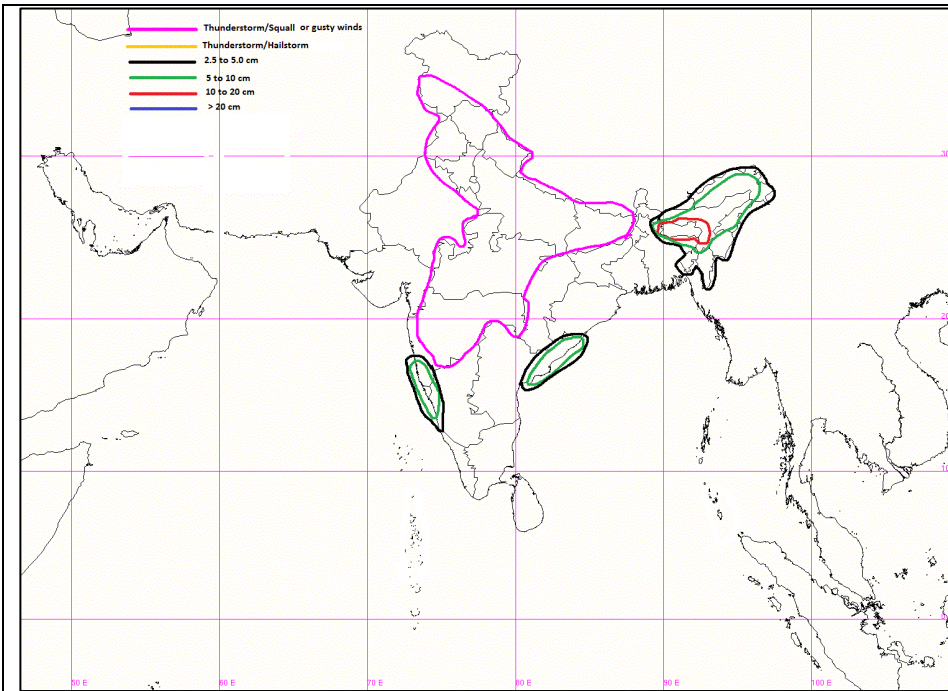 Thunderstorm/Squall or gusty winds
Thunderstorm/Hailstorm
2.5 to 5.0 cm
5 to 10 cm
10 to 20 cm
> 20 cm
30
20
10
0
50 E
60 E
70 E
80 E
90 E
100 E